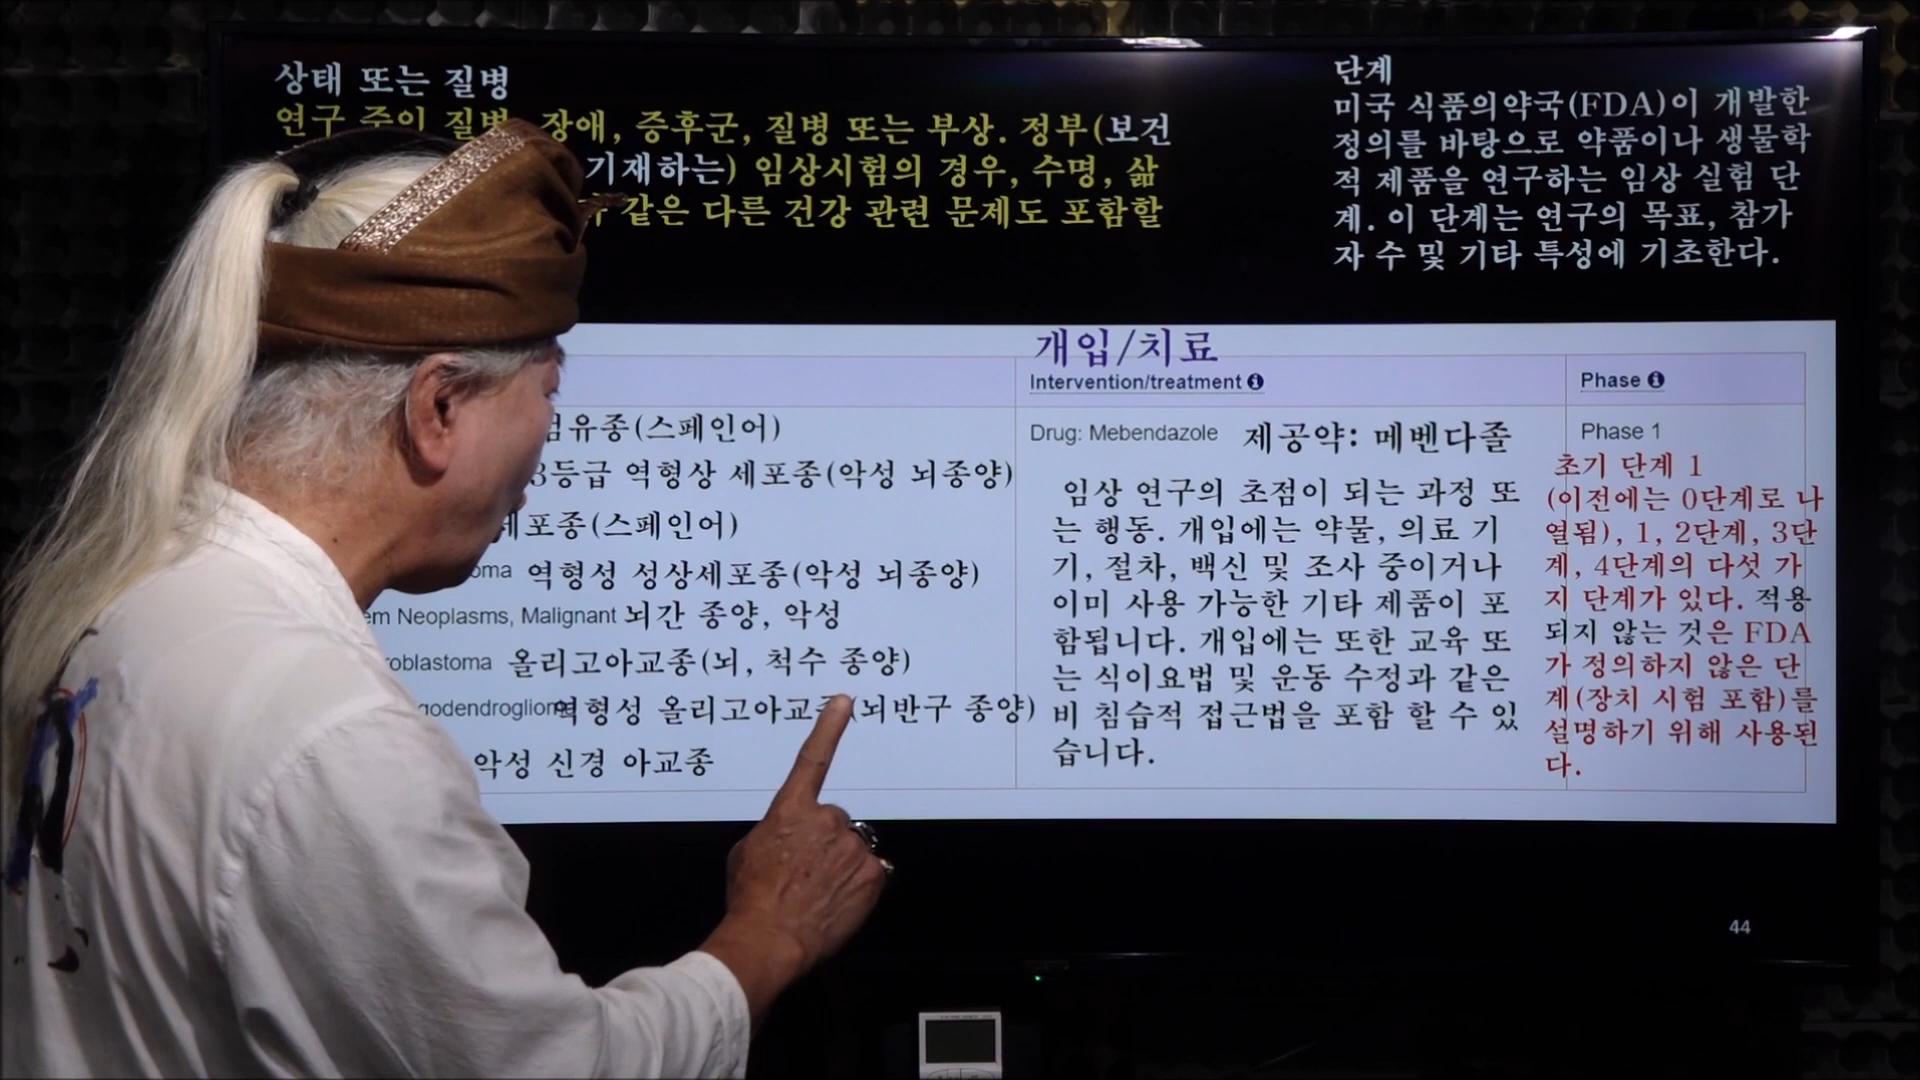 상태 또는 질병
연구 중인 질병, 장애, 증후군, 질병 또는 부상. 정부(보건
기재하는) 임상시험의 경우, 수명, 삶
같은 다른 건강 관련 문제도 포함할
단계
미국 식품의약국(FDA)이 개발한
정의를 바탕으로 약품이나 생물학
적 제품을 연구하는 임상 실험 단
계. 이 단계는 연구의 목표, 참가
자 수 및 기타 특성에 기초한다.
개입/치료
Intervention/treatment
Phase
(스페인어)
3등급 역형상 세포종(악성 뇌종양)
세포종(스페인어)
역형성 성상세포종(악성 뇌종양)
Neoplasms, Malignant 뇌간 종양, 악성
올리고아교종(뇌, 척수 종양)
역형성 올리고아교종(뇌반구 종양)
악성 신경 아교종
Drug: Mebendazole 제공약: 메벤다졸
임상 연구의 초점이 되는 과정 또
는 행동. 개입에는 약물, 의료 기
기, 절차, 백신 및 조사 중이거나
이미 사용 가능한 기타 제품이 포
함됩니다. 개입에는 또한 교육 또
는 식이요법 및 운동 수정과 같은
비 침습적 접근법을 포함 할 수 있
습니다.
Phase 1
초기 단계 1
(이전에는 0단계로 나
열됨), 1, 2단계, 3단
계, 4단계의 다섯 가
지 단계가 있다. 적용
되지 않는 것은 FDA
가 정의하지 않은 단
계(장치 시험 포함)를
설명하기 위해 사용된
다.
44